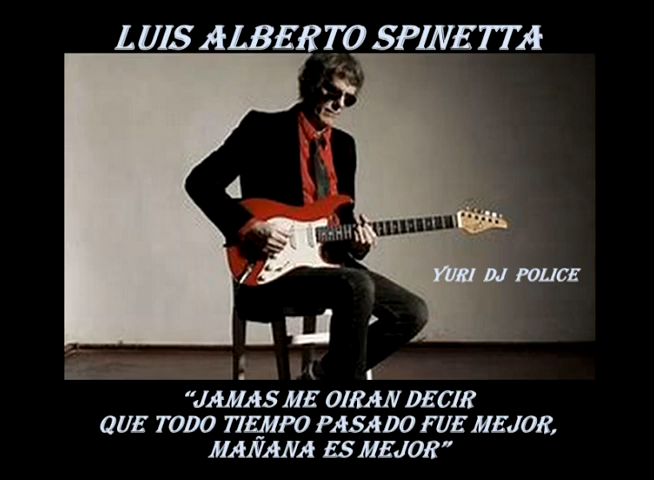 LUIS ALBERTO SPINETTA
YURI DJ POLICE
“JAMAS ME OIRAN DECIR
QUE TODO TIEMPO PASADO FUE MEJOR,
MAÑANA ES MEJOR”